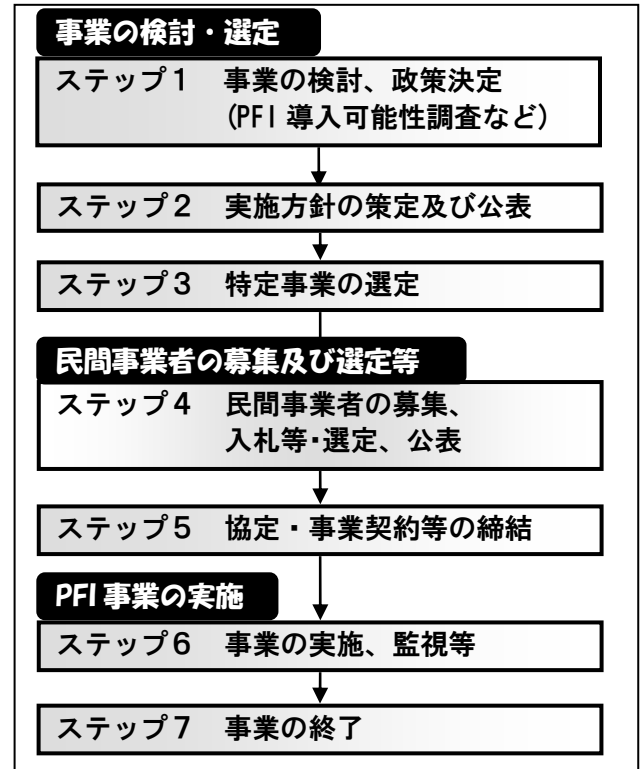 事業の検討・選定
ステップ1　事業の検討、政策決定
(PFI 導入可能性調査など)
ステップ2　実施方針の策定及び公表
ステップ3　特定事業の選定
民間事業者の募集及び選定等
ステップ4　民間事業者の募集、
入札等・選定、公表
ステップ5　協定・事業契約等の締結
PFI 事業の実施
ステップ6　事業の実施、監視等
ステップ7　事業の終了